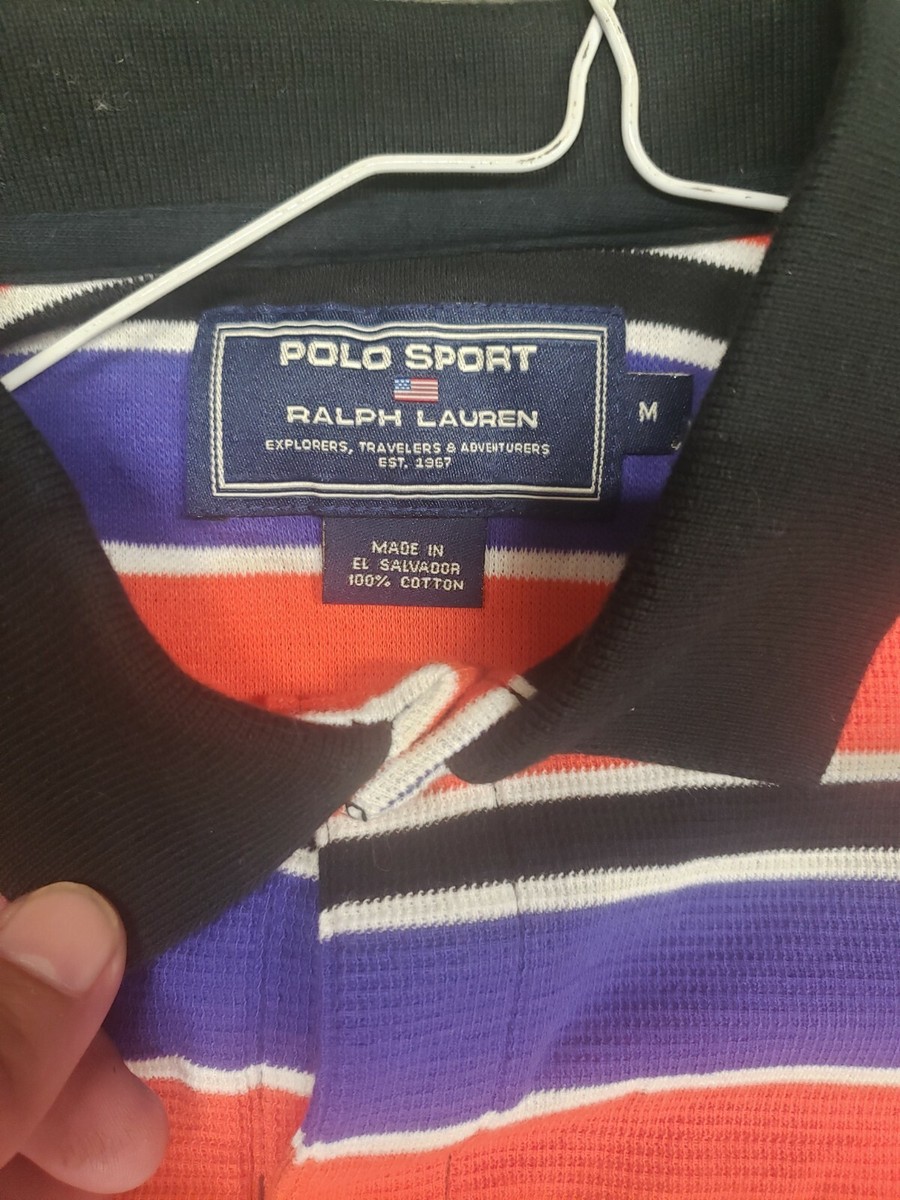 POLO SPORT
RALPH LAUREN
EXPLORERS, TRAVELERS & ADVENTURERS
EST. 1967
M
MADE IN
EL SALVADOR
100% COTTON